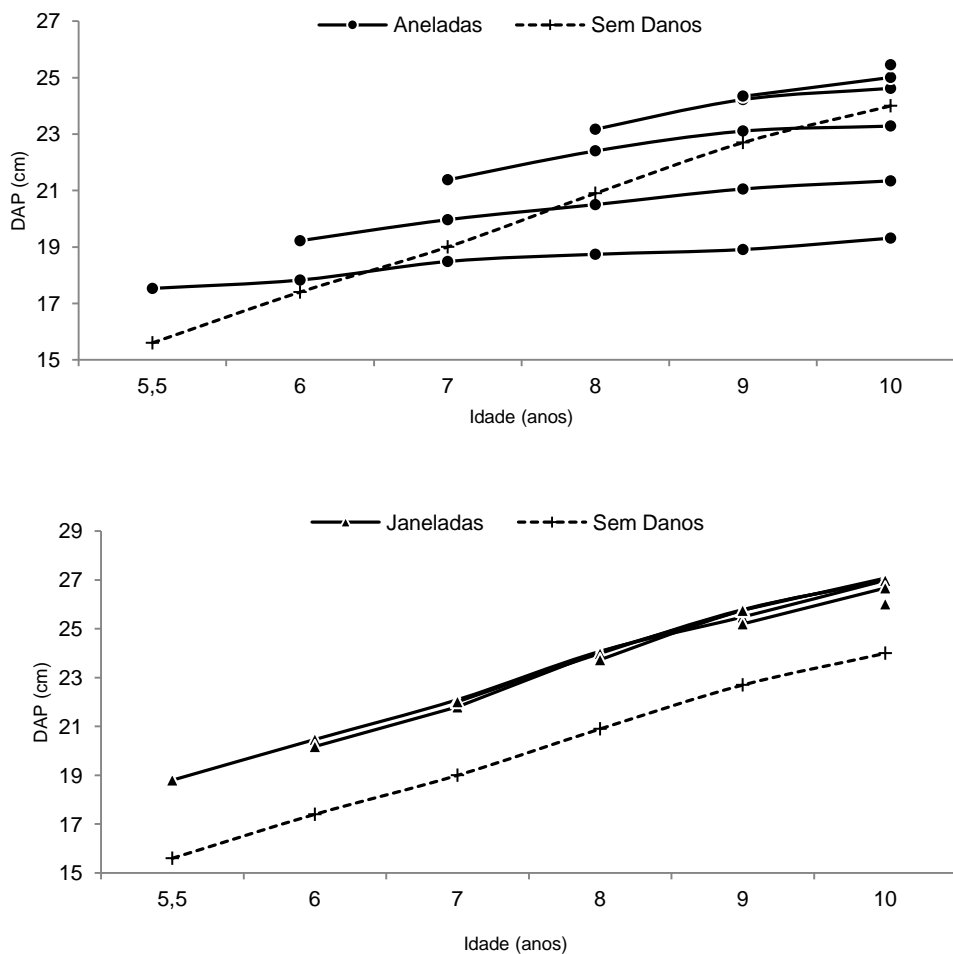 Aneladas Sem Danos
27
25
23
21
19
17
15
DAP (cm)
5,5 6 7 8 9 10
Idade (anos)
Janeladas Sem Danos
29
27
25
23
21
19
17
15
DAP (cm)
5,5 6 7 8 9 10
Idade (anos)